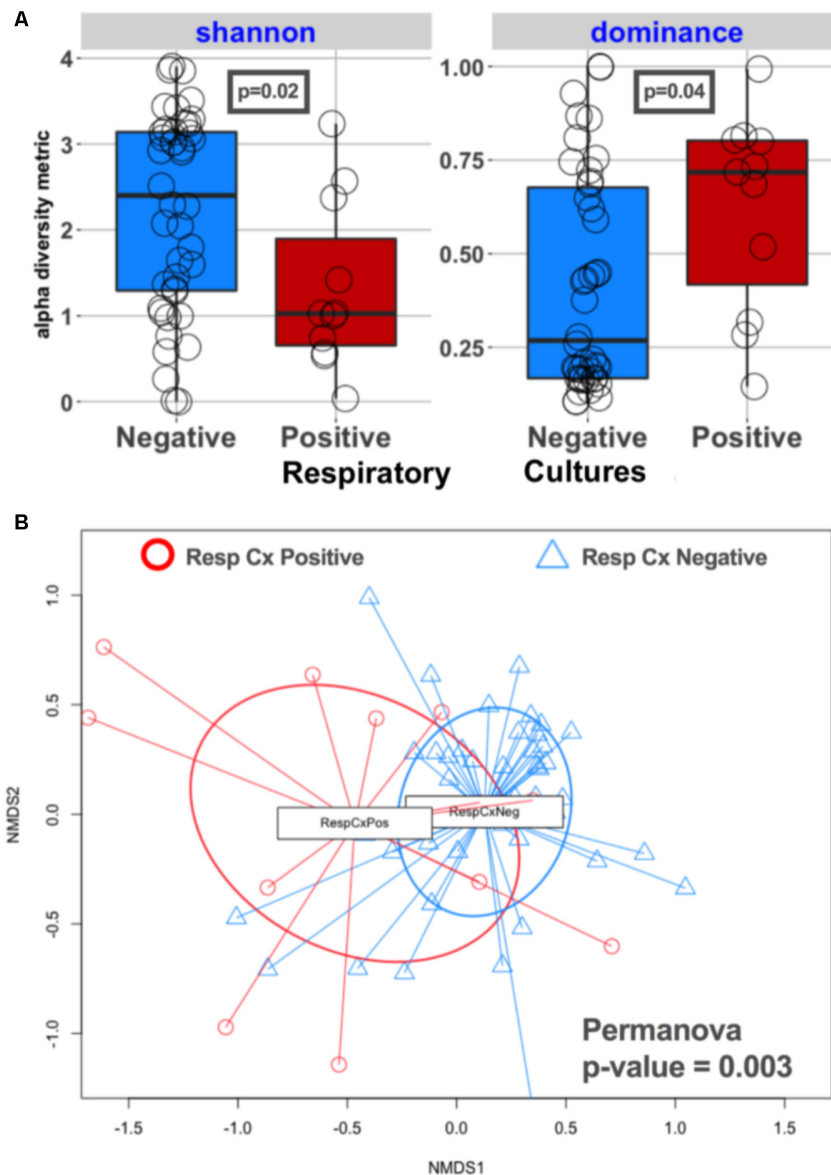 A
shannon
dominance
alpha diversity metric
4
3
2
1
0
p=0.02
1.00
0.75
0.50
0.25
p=0.04
Negative
Positive
Negative
Positive
Respiratory
Cultures
B
Resp Cx Positive
Resp Cx Negative
NMDS2
1.0
0.5
0.0
-0.5
-1.0
RespCxPos
RespCxNeg
Permanova
p-value = 0.003
-1.5
-1.0
-0.5
0.0
0.5
1.0
1.5
NMDS1